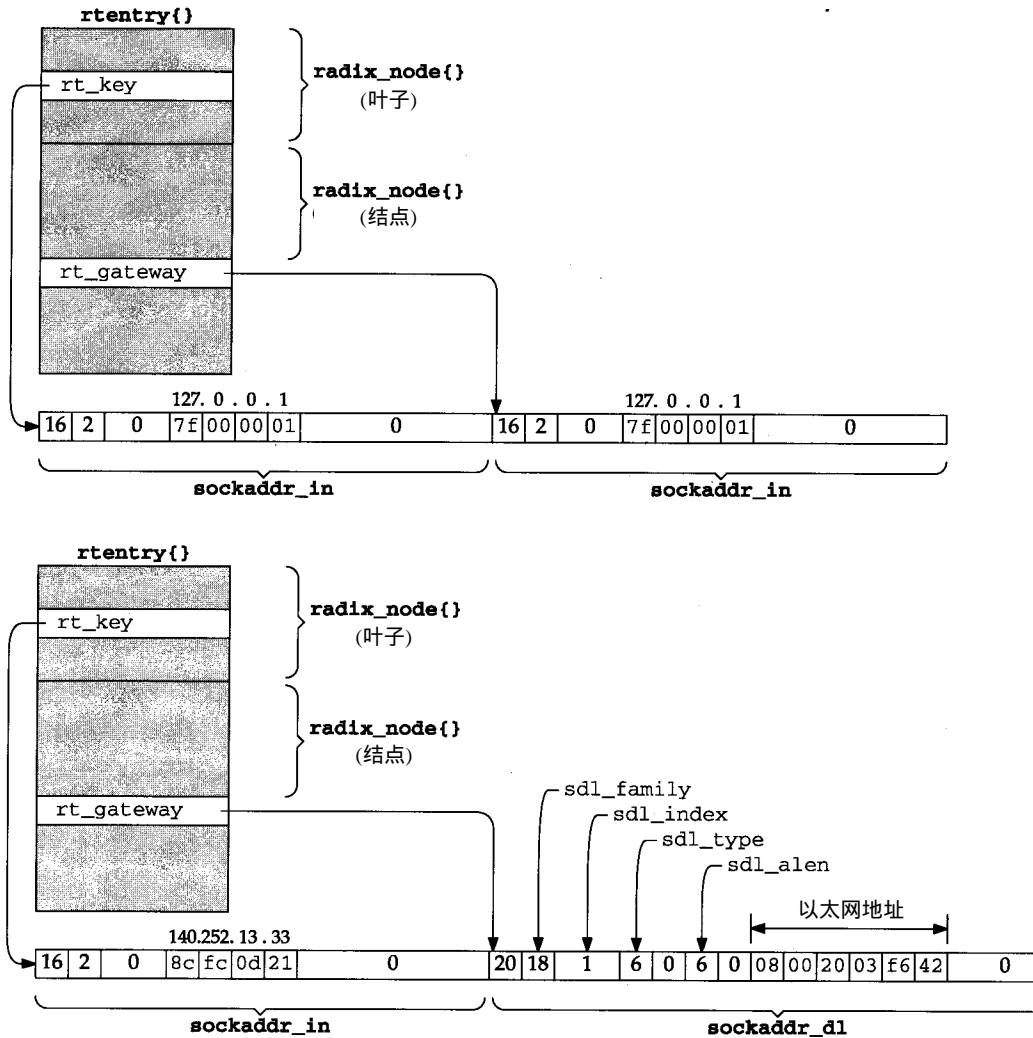 rtentry{}
rt_key
radix_node{}
(叶子)
radix_node{}
(结点)
rt_gateway
127. 0 . 0 . 1
127. 0 . 0 . 1
16 2 0 7f 00 00 01 0 16 2 0 7f 00 00 01 0
sockaddr_in
sockaddr_in
rtentry{}
rt_key
radix_node{}
(叶子)
radix_node{}
(结点)
rt_gateway
sdl_family
sdl_index
sdl_type
sdl_alen
以太网地址
140.252.13.33
16 2 0 8c fc 0d 21 0 20 18 1 6 0 6 0 08 00 20 03 f6 42 0
sockaddr_in
sockaddr_dl